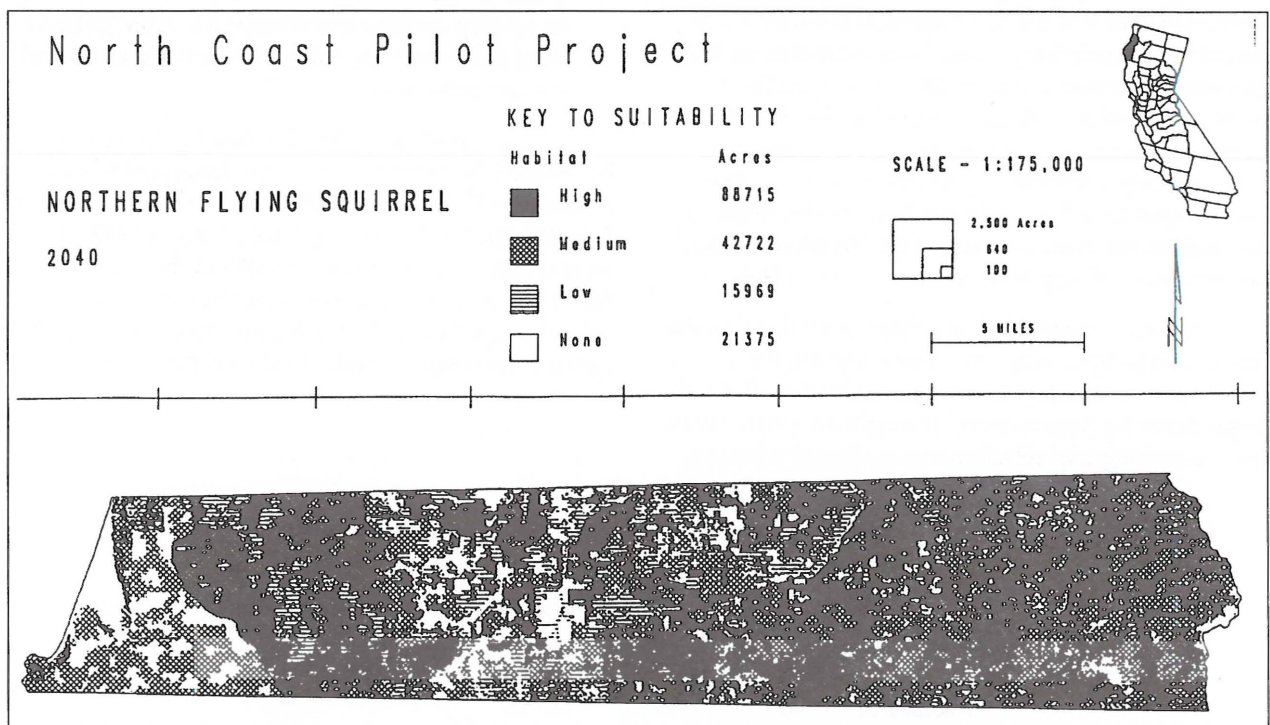 North Coast Pilot Project
NORTHERN FLYING SQUIRREL
2040
KEY TO SUITABILITY
Habitat Acres
High 88715
Medium 42722
Low 15969
None 21375
SCALE - 1:175,000
2,500 Acres
640
100
5 MILES
N